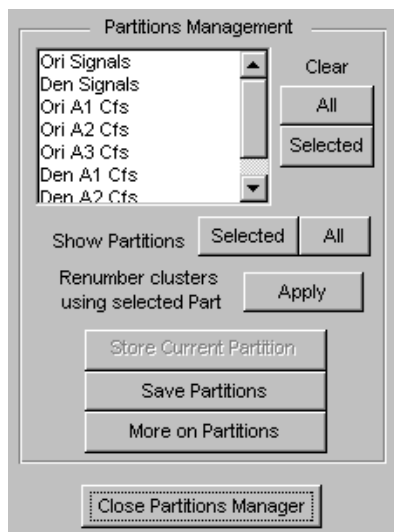 Partitions Management
Ori Signals
Den Signals
Ori A1 Cfs
Ori A2 Cfs
Ori A3 Cfs
Den A1 Cfs
Den A2 Cfs
Clear
All
Selected
Show Partitions Selected All
Renumber clusters
using selected Part
Apply
Store Current Partition
Save Partitions
More on Partitions
Close Partitions Manager